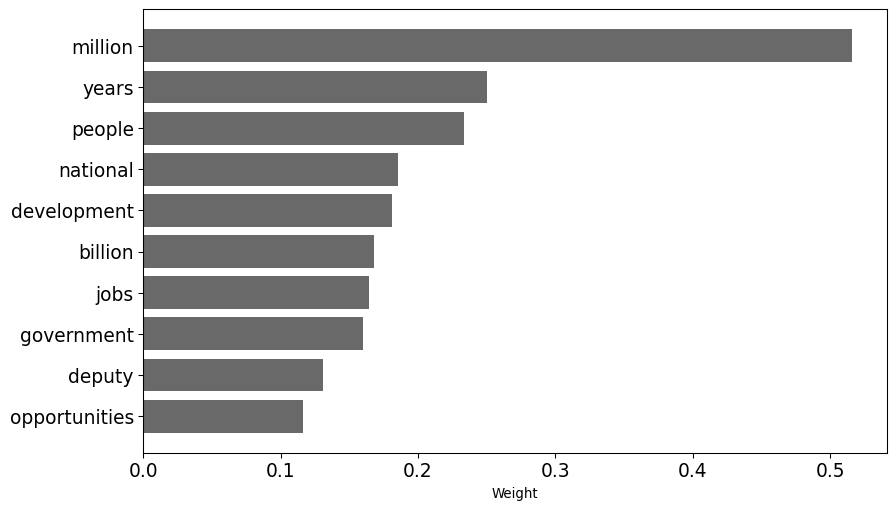 million
years
people
national
development
billion
jobs
government
deputy
opportunities
0.0 0.1 0.2 0.3 0.4 0.5
Weight